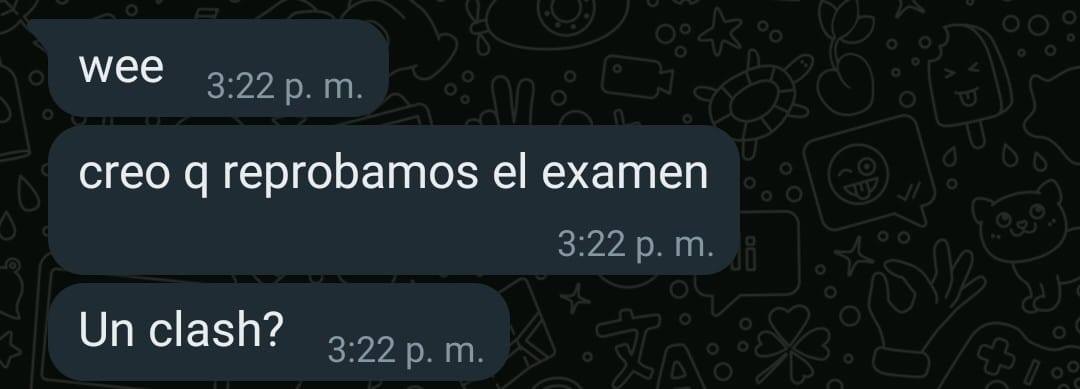 wee 3:22 p. m.
creo q reprobamos el examen
3:22 p. m.
Un clash? 3:22 p. m.